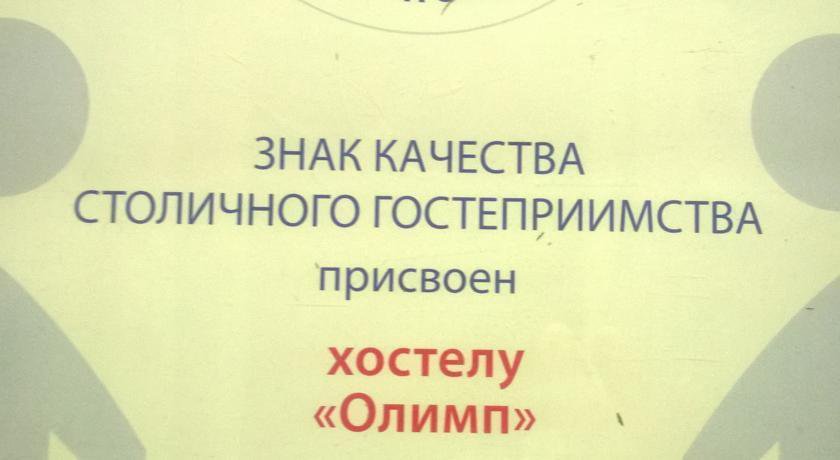 ЗНАК КАЧЕСТВА
СТОЛИЧНОГО ГОСТЕПРИИМСТВА
присвоен
хостелу
«Олимп»